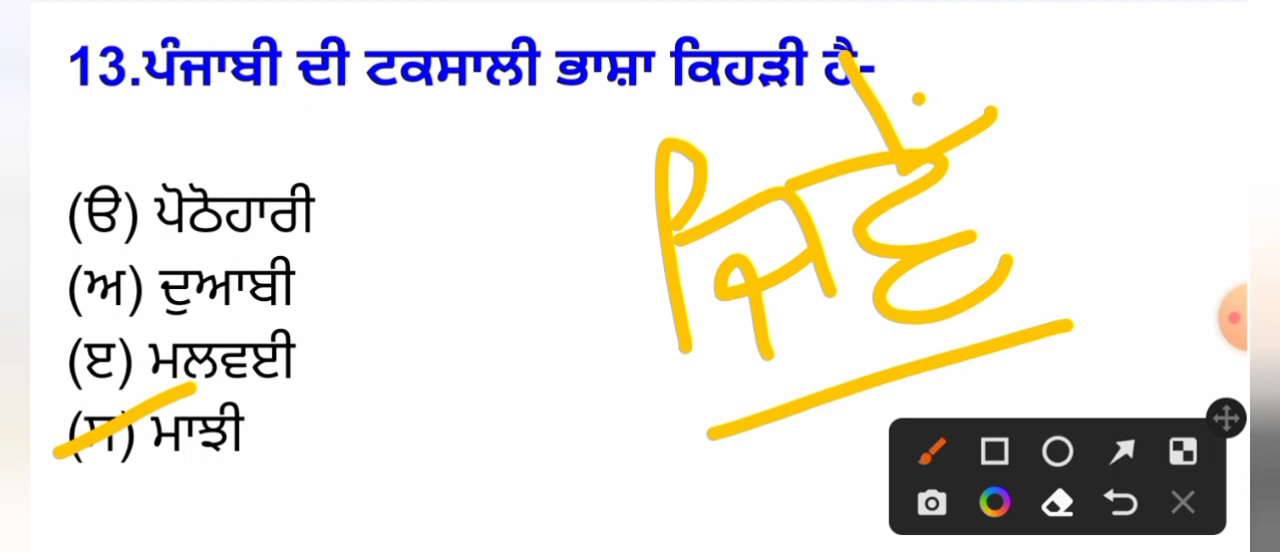 13.ਪੰਜਾਬੀ ਦੀ ਟਕਸਾਲੀ ਭਾਸ਼ਾ ਕਿਹੜੀ ਹੈ-
(ੳ) ਪੋਠੋਹਾਰੀ
(ਅ) ਦੁਆਬੀ
(ੲ) ਮਲਵਈ
(ਸ) ਮਾਝੀ
ਜਿਵੇਂ